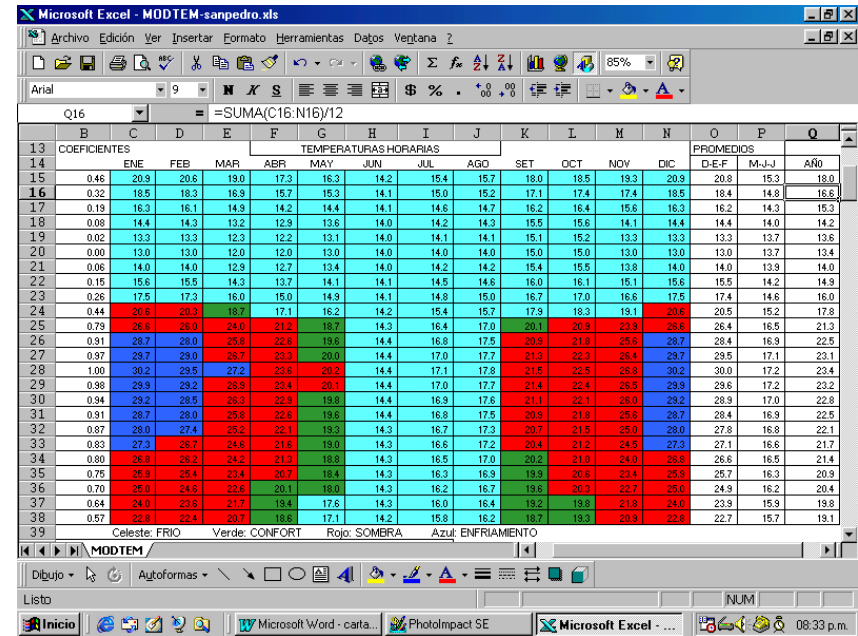 Microsoft Excel - MODTEM-sanpedro.xls
Archivo Edición Ver Insertar Formato Herramientas Datos Ventana ?
85%
Arial 9 N K S $ % .
Q16 = =SUMA(C16:N16)/12
B C D E F G H I J K L M N O P Q
13 COEFICIENTES TEMPERATURAS HORARIAS PROMEDIOS
14 ENE FEB MAR ABR MAY JUN JUL AGO SET OCT NOV DIC D-E-F M-J-J AÑO
15 0.46 20.9 20.6 19.0 17.3 16.3 14.2 15.4 15.7 18.0 18.5 19.3 20.9 20.8 15.3 18.0
16 0.32 18.5 18.3 16.9 15.7 15.3 14.1 15.0 15.2 17.1 17.4 17.4 18.5 18.4 14.8 16.6
17 0.19 16.3 16.1 14.9 14.2 14.4 14.1 14.6 14.7 16.2 16.4 15.6 16.3 16.2 14.3 15.3
18 0.08 14.4 14.3 13.2 12.9 13.6 14.0 14.2 14.3 15.5 15.6 14.1 14.4 14.4 14.0 14.2
19 0.02 13.3 13.3 12.3 12.2 13.1 14.0 14.1 14.1 15.1 15.2 13.3 13.3 13.3 13.7 13.6
20 0.00 13.0 13.0 12.0 12.0 13.0 14.0 14.0 14.0 15.0 15.0 13.0 13.0 13.0 13.7 13.4
21 0.06 14.0 14.0 12.9 12.7 13.4 14.0 14.2 14.2 15.4 15.5 13.8 14.0 14.0 13.9 14.0
22 0.15 15.6 15.5 14.3 13.7 14.1 14.1 14.5 14.6 16.0 16.1 15.1 15.6 15.5 14.2 14.9
23 0.26 17.5 17.3 16.0 15.0 14.9 14.1 14.8 15.0 16.7 17.0 16.6 17.5 17.4 14.6 16.0
24 0.44 20.6 20.3 18.7 17.1 16.2 14.2 15.4 15.7 17.9 18.3 19.1 20.6 20.5 15.2 17.8
25 0.79 26.6 26.0 24.0 21.2 18.7 14.3 16.4 17.0 20.1 20.9 23.9 26.6 26.4 16.5 21.3
26 0.91 28.7 28.0 25.8 22.6 19.6 14.4 16.8 17.5 20.9 21.8 25.6 28.7 28.4 16.9 22.5
27 0.97 29.7 29.0 26.7 23.3 20.0 14.4 17.0 17.7 21.3 22.3 26.4 29.7 29.5 17.1 23.1
28 1.00 30.2 29.5 27.2 23.6 20.2 14.4 17.1 17.8 21.5 22.5 26.8 30.2 30.0 17.2 23.4
29 0.98 29.9 29.2 26.9 23.4 20.1 14.4 17.0 17.7 21.4 22.4 26.5 29.9 29.6 17.2 23.2
30 0.94 29.2 28.5 26.3 22.9 19.8 14.4 16.9 17.6 21.1 22.1 26.0 29.2 28.9 17.0 22.8
31 0.91 28.7 28.0 25.8 22.6 19.6 14.4 16.8 17.5 20.9 21.8 25.6 28.7 28.4 16.9 22.5
32 0.87 28.0 27.4 25.2 22.1 19.3 14.3 16.7 17.3 20.7 21.5 25.0 28.0 27.8 16.8 22.1
33 0.83 27.3 26.7 24.6 21.6 19.0 14.3 16.6 17.2 20.4 21.2 24.5 27.3 27.1 16.6 21.7
34 0.80 26.8 26.2 24.2 21.3 18.8 14.3 16.5 17.0 20.2 21.0 24.0 26.8 26.6 16.5 21.4
35 0.75 25.9 25.4 23.4 20.7 18.4 14.3 16.3 16.9 19.9 20.6 23.4 25.9 25.7 16.3 20.9
36 0.70 25.0 24.6 22.6 20.1 18.0 14.3 16.2 16.7 19.6 20.3 22.7 25.0 24.9 16.2 20.4
37 0.64 24.0 23.6 21.7 19.4 17.6 14.3 16.0 16.4 19.2 19.8 21.8 24.0 23.9 15.9 19.8
38 0.57 22.8 22.4 20.7 18.6 17.1 14.2 15.8 16.2 18.7 19.3 20.9 22.8 22.7 15.7 19.1
39 Celeste: FRIO Verde: CONFORT Rojo: SOMBRA Azul: ENFRIAMIENTO
MODTEM
Dibujo Autoformas
Listo NUM
Inicio Microsoft Word - carta... PhotoImpact SE Microsoft Excel - ... 08:33 p.m.